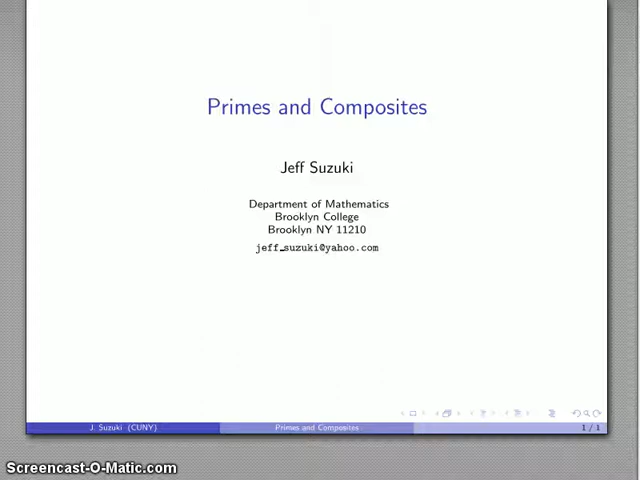 Primes and Composites
Jeff Suzuki
Department of Mathematics
Brooklyn College
Brooklyn NY 11210
jeff_suzuki@yahoo.com
J. Suzuki (CUNY) Primes and Composites 1 / 1
Screencast-O-Matic.com